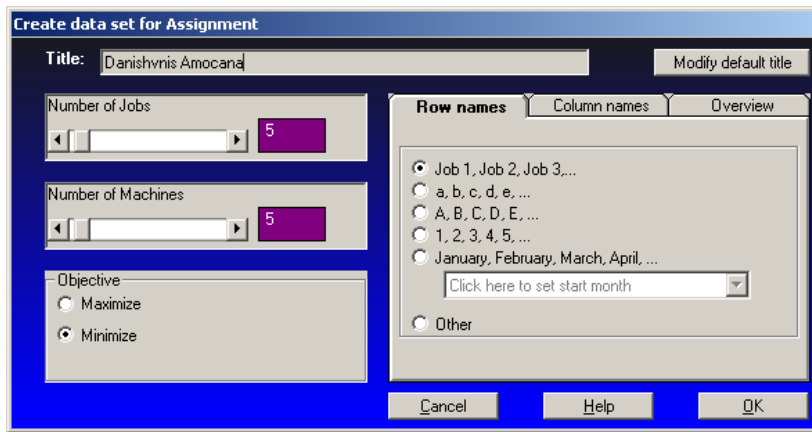 Create data set for Assignment
Title: Danishvnis Amocana Modify default title
Number of Jobs
5
Number of Machines
5
Objective
Maximize
Minimize
Row names Column names Overview
Job 1, Job 2, Job 3,...
a, b, c, d, e, ...
A, B, C, D, E, ...
1, 2, 3, 4, 5, ...
January, February, March, April, ...
Click here to set start month
Other
Cancel Help OK